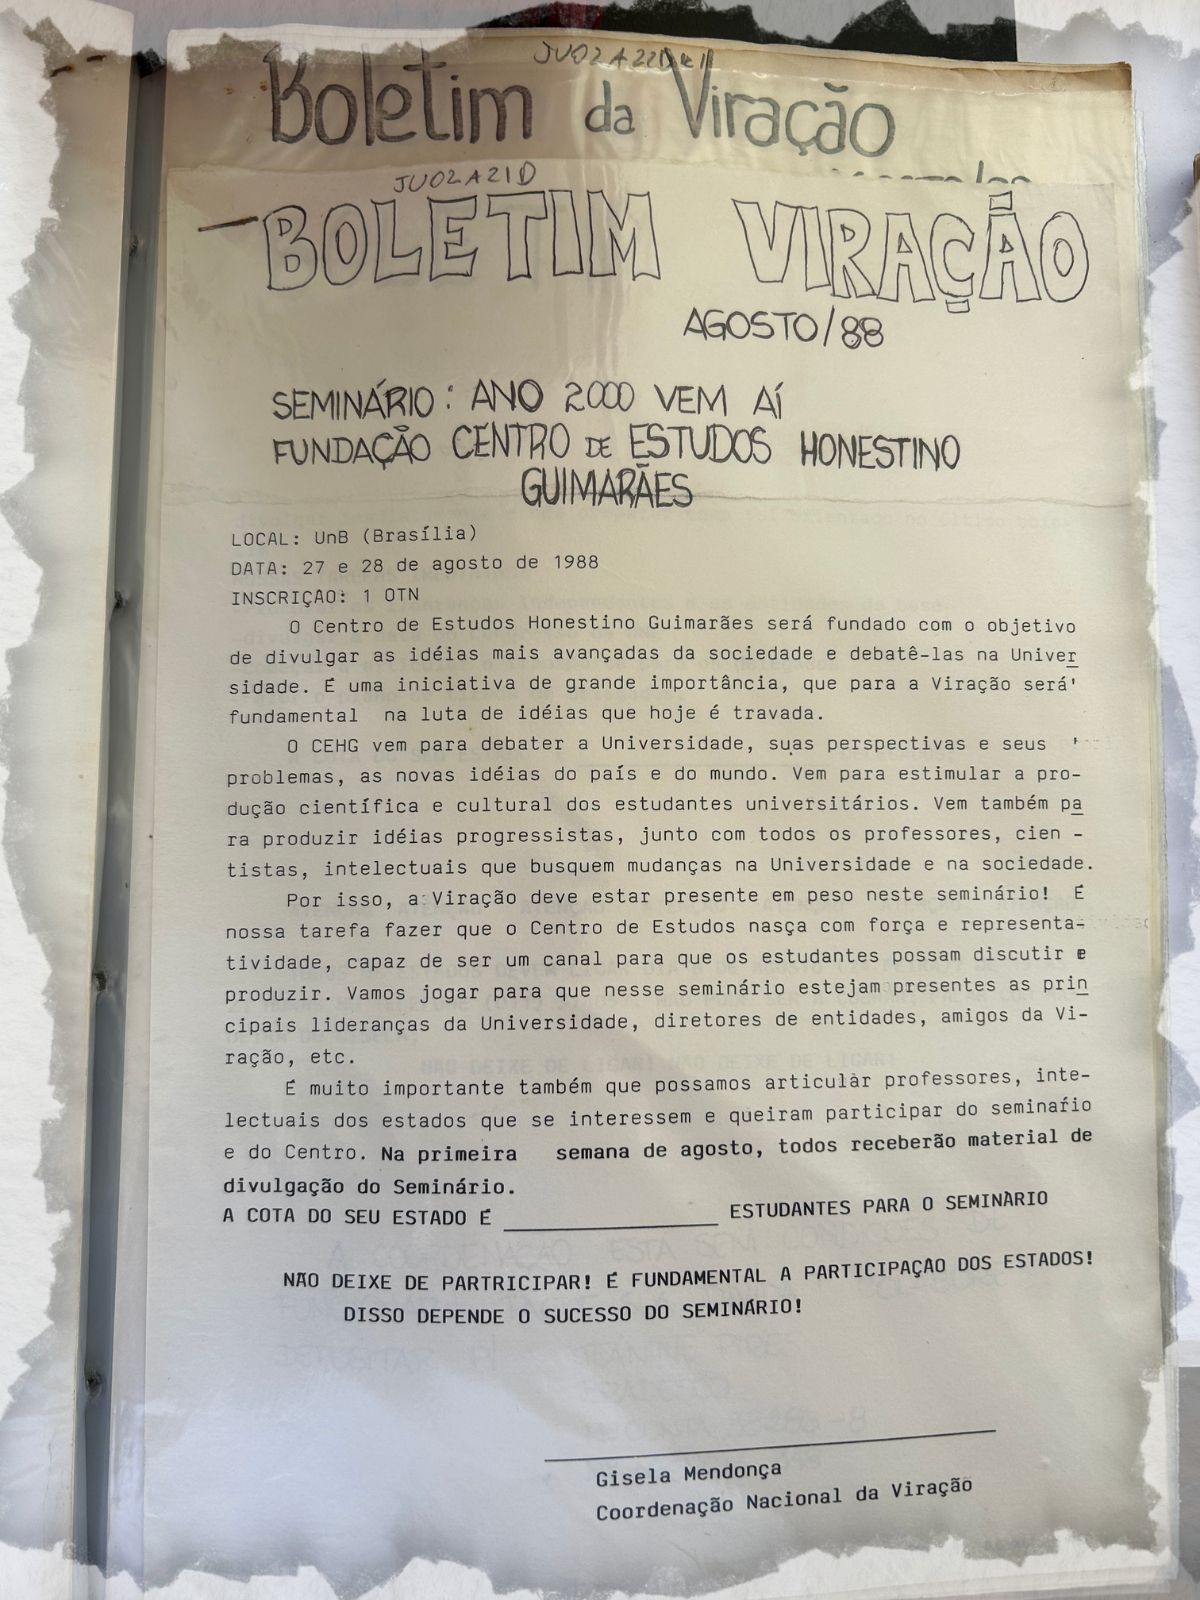 JU02A22D
Boletim da Viração
JU02A21D
BOLETIM VIRAÇÃO
AGOSTO/88
SEMINÁRIO: ANO 2000 VEM AÍ
FUNDAÇÃO CENTRO DE ESTUDOS HONESTINO
GUIMARÃES
LOCAL: UnB (Brasília)
DATA: 27 e 28 de agosto de 1988
INSCRIÇAO: 1 OTN
O Centro de Estudos Honestino Guimarães será fundado com o objetivo
de divulgar as idéias mais avançadas da sociedade e debatê-las na Univer
sidade. É uma iniciativa de grande importância, que para a Viração será'
fundamental na luta de idéias que hoje é travada.
O CEHG vem para debater a Universidade, suas perspectivas e seus '
problemas, as novas idéias do país e do mundo. Vem para estimular a pro-
dução científica e cultural dos estudantes universitários. Vem também pa
ra produzir idéias progressistas, junto com todos os professores, cien -
tistas, intelectuais que busquem mudanças na Universidade e na sociedade.
Por isso, a Viração deve estar presente em peso neste seminário! É
nossa tarefa fazer que o Centro de Estudos nasça com força e representa-
tividade, capaz de ser um canal para que os estudantes possam discutir e
produzir. Vamos jogar para que nesse seminário estejam presentes as prin
cipais lideranças da Universidade, diretores de entidades, amigos da Vi-
ração, etc.
É muito importante também que possamos articular professores, inte-
lectuais dos estados que se interessem e queiram participar do seminário
e do Centro. Na primeira semana de agosto, todos receberão material de
divulgação do Seminário.
A COTA DO SEU ESTADO É ________________ ESTUDANTES PARA O SEMINÁRIO
NÃO DEIXE DE PARTRICIPAR! É FUNDAMENTAL A PARTICIPAÇÃO DOS ESTADOS!
DISSO DEPENDE O SUCESSO DO SEMINÁRIO!
Gisela Mendonça
Coordenação Nacional da Viração